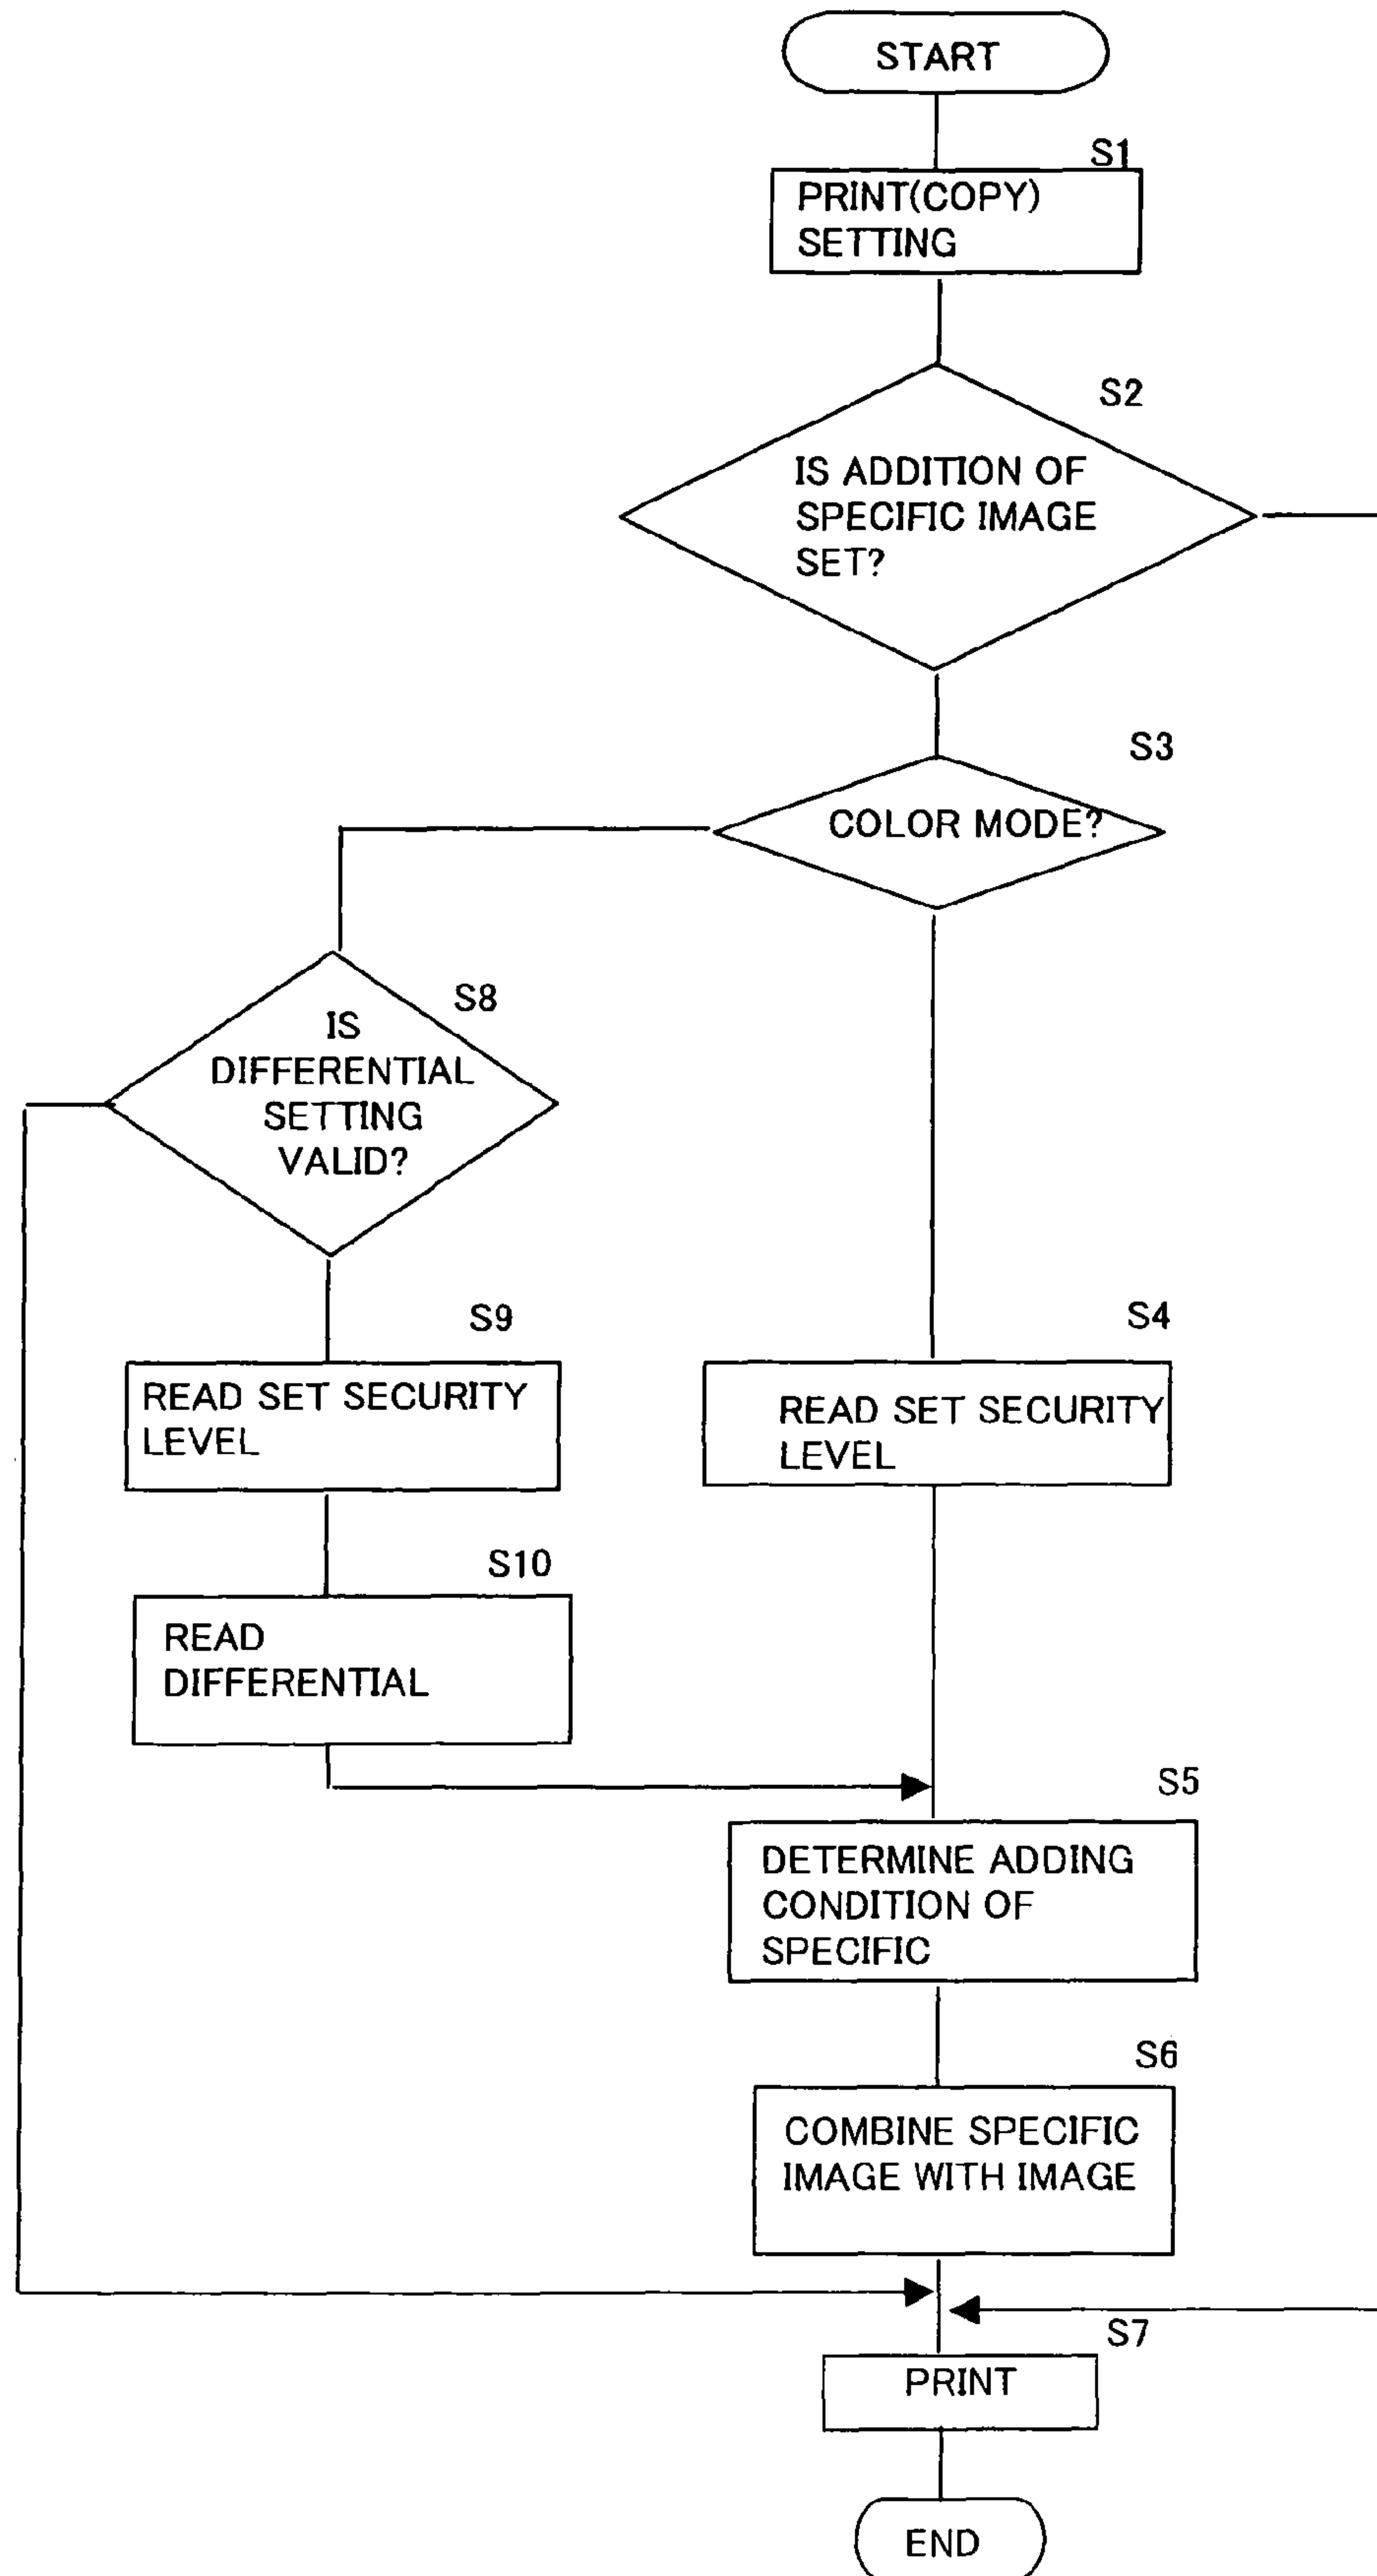 START
S1
PRINT(COPY)
SETTING
S2
IS ADDITION OF
SPECIFIC IMAGE
SET?
S3
COLOR MODE?
S8
IS
DIFFERENTIAL
SETTING
VALID?
S9
READ SET SECURITY
LEVEL
S4
READ SET SECURITY
LEVEL
S10
READ
DIFFERENTIAL
S5
DETERMINE ADDING
CONDITION OF
SPECIFIC
S6
COMBINE SPECIFIC
IMAGE WITH IMAGE
S7
PRINT
END